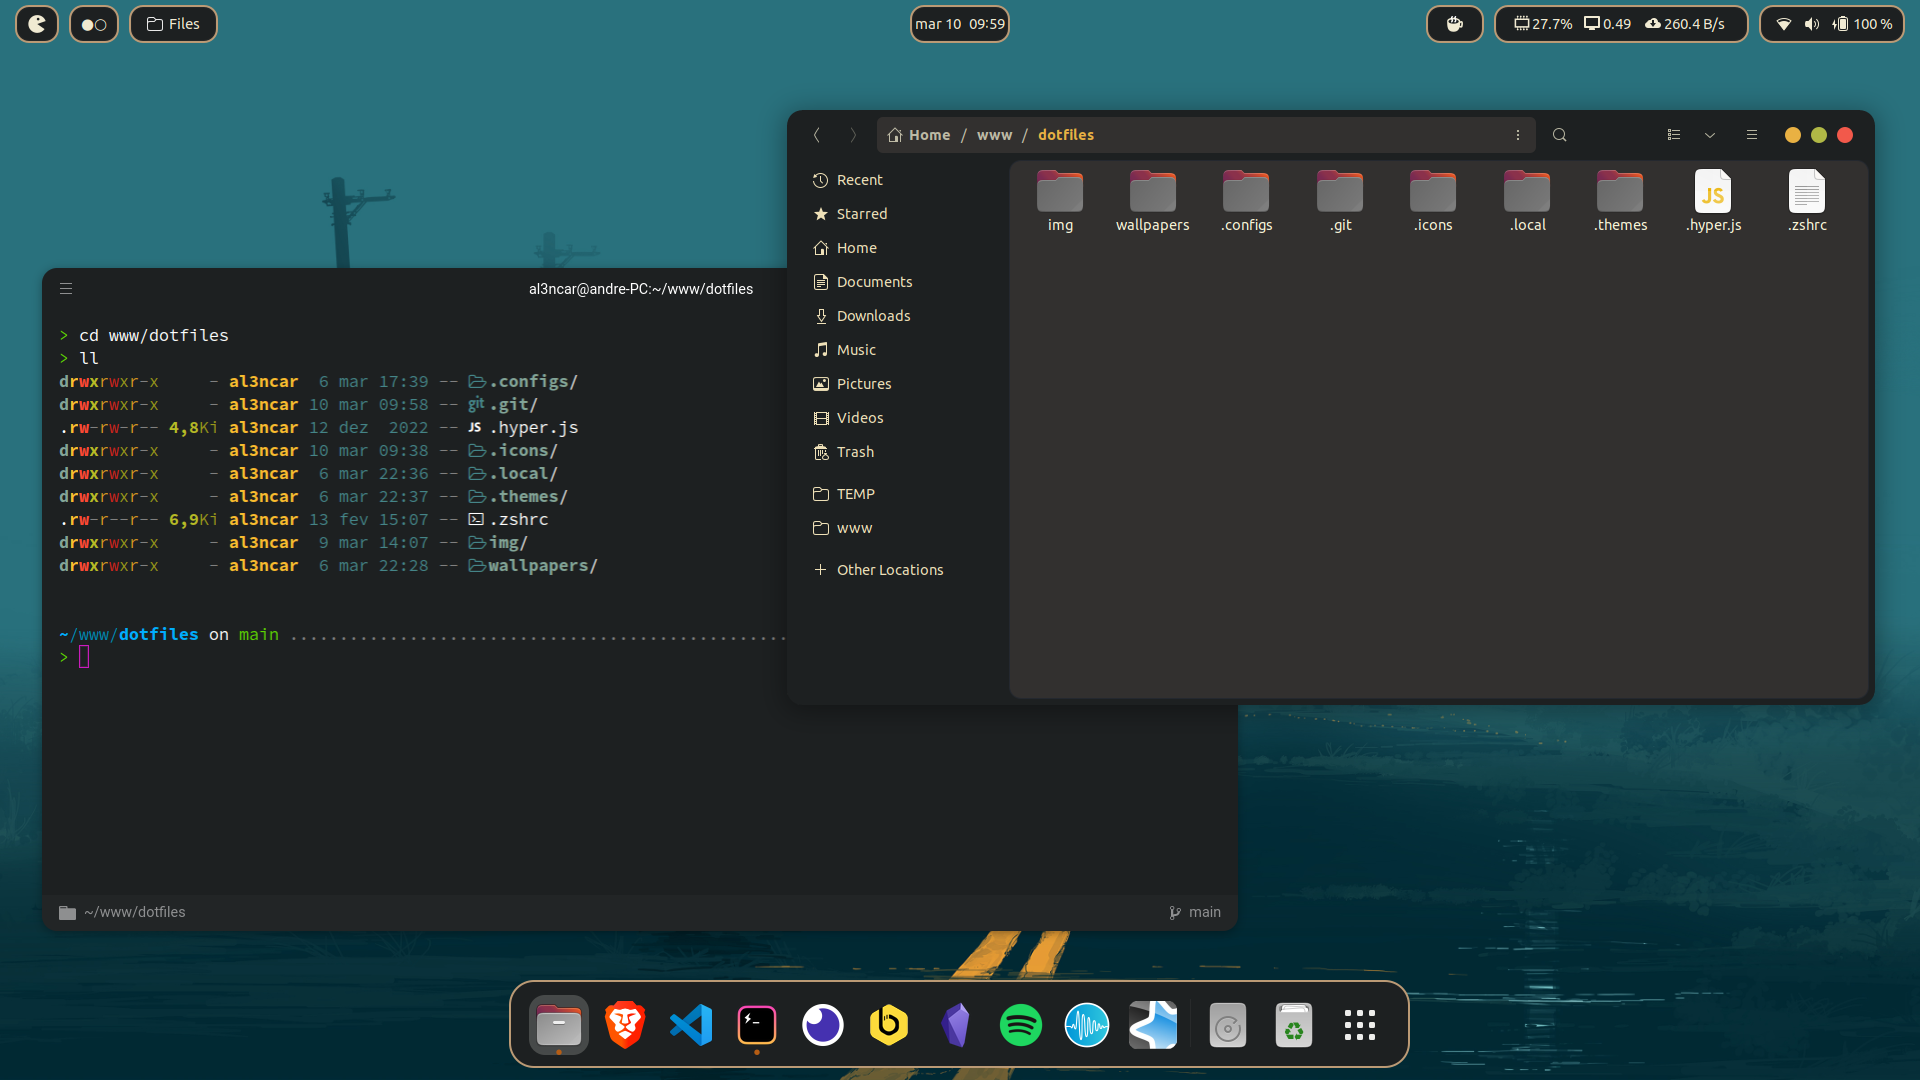 Files
mar 10 09:59
27.7% 0.49 260.4 B/s
100 %
Home / www / dotfiles
Recent
Starred
Home
Documents
Downloads
Music
Pictures
Videos
Trash
TEMP
www
+ Other Locations
img
wallpapers
.configs
.git
.icons
.local
.themes
JS
.hyper.js
.zshrc
al3ncar@andre-PC:~/www/dotfiles
> cd www/dotfiles
> ll
drwxrwxr-x - al3ncar 6 mar 17:39 -- .configs/
drwxrwxr-x - al3ncar 10 mar 09:58 -- git .git/
.rw-rw-r-- 4,8Ki al3ncar 12 dez 2022 -- JS .hyper.js
drwxrwxr-x - al3ncar 10 mar 09:38 -- .icons/
drwxrwxr-x - al3ncar 6 mar 22:36 -- .local/
drwxrwxr-x - al3ncar 6 mar 22:37 -- .themes/
.rw-r--r-- 6,9Ki al3ncar 13 fev 15:07 -- .zshrc
drwxrwxr-x - al3ncar 9 mar 14:07 -- img/
drwxrwxr-x - al3ncar 6 mar 22:28 -- wallpapers/
~/www/dotfiles on main ..................................................
>
~/www/dotfiles
main